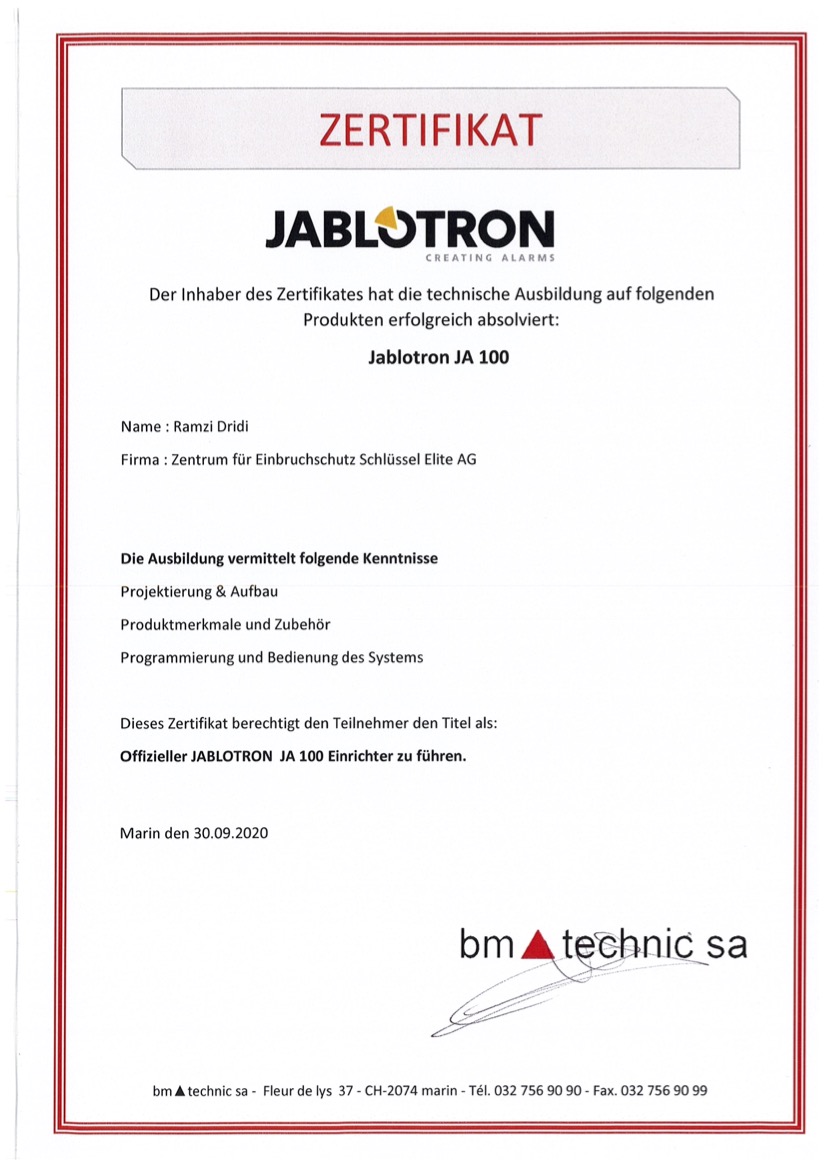 ZERTIFIKAT
JABLOTRON
CREATING ALARMS
Der Inhaber des Zertifikates hat die technische Ausbildung auf folgenden
Produkten erfolgreich absolviert:
Jablotron JA 100
Name : Ramzi Dridi
Firma : Zentrum für Einbruchschutz Schlüssel Elite AG
Die Ausbildung vermittelt folgende Kenntnisse
Projektierung & Aufbau
Produktmerkmale und Zubehör
Programmierung und Bedienung des Systems
Dieses Zertifikat berechtigt den Teilnehmer den Titel als:
Offizieller JABLOTRON JA 100 Einrichter zu führen.
Marin den 30.09.2020
bm technic sa
bm technic sa - Fleur de lys 37 - CH-2074 marin - Tél. 032 756 90 90 - Fax. 032 756 90 99